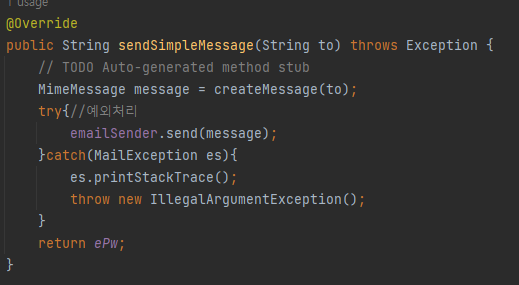 1 usage
@Override
public String sendSimpleMessage(String to) throws Exception {
// TODO Auto-generated method stub
MimeMessage message = createMessage(to);
try{//예외처리
emailSender.send(message);
}catch(MailException es){
es.printStackTrace();
throw new IllegalArgumentException();
}
return ePw;
}